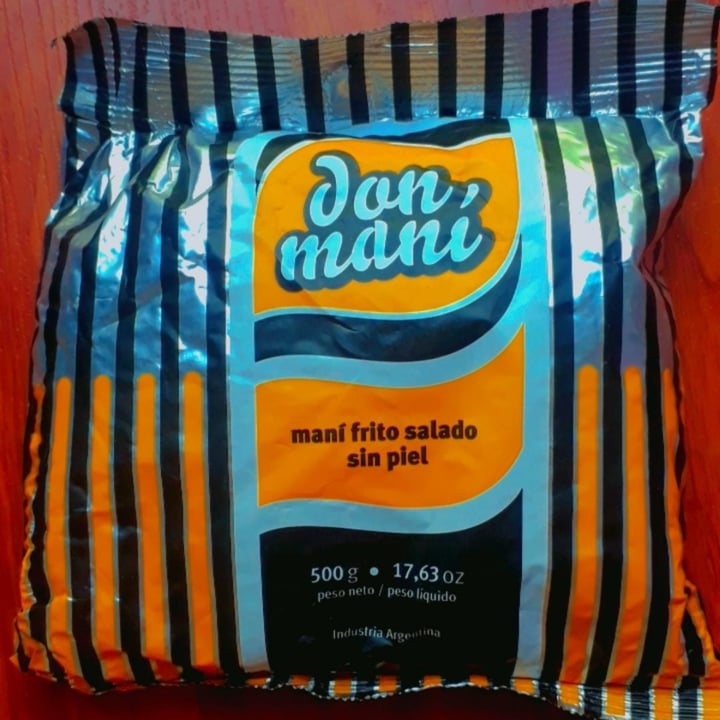 don
maní
maní frito salado
sin piel
500 g • 17,63 OZ
peso neto / peso líquido
Industria Argentina